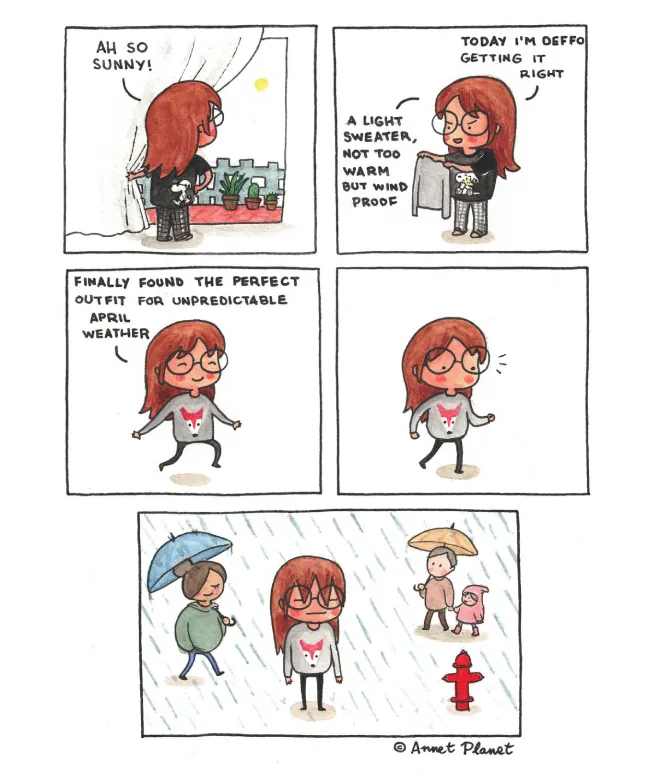 AH SO
SUNNY!
TODAY I'M DEFFO
GETTING IT
RIGHT
A LIGHT
SWEATER,
NOT TOO
WARM
BUT WIND
PROOF
FINALLY FOUND THE PERFECT
OUTFIT FOR UNPREDICTABLE
APRIL
WEATHER
© Annet Planet